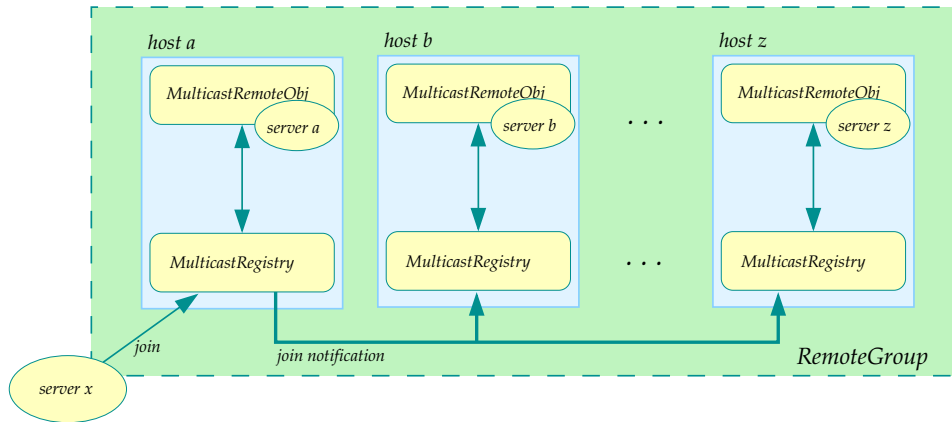 host a
host b
host z
MulticastRemoteObj
MulticastRemoteObj
MulticastRemoteObj
server a
server b
. . .
server z
MulticastRegistry
MulticastRegistry
. . .
MulticastRegistry
join
join notification
RemoteGroup
server x